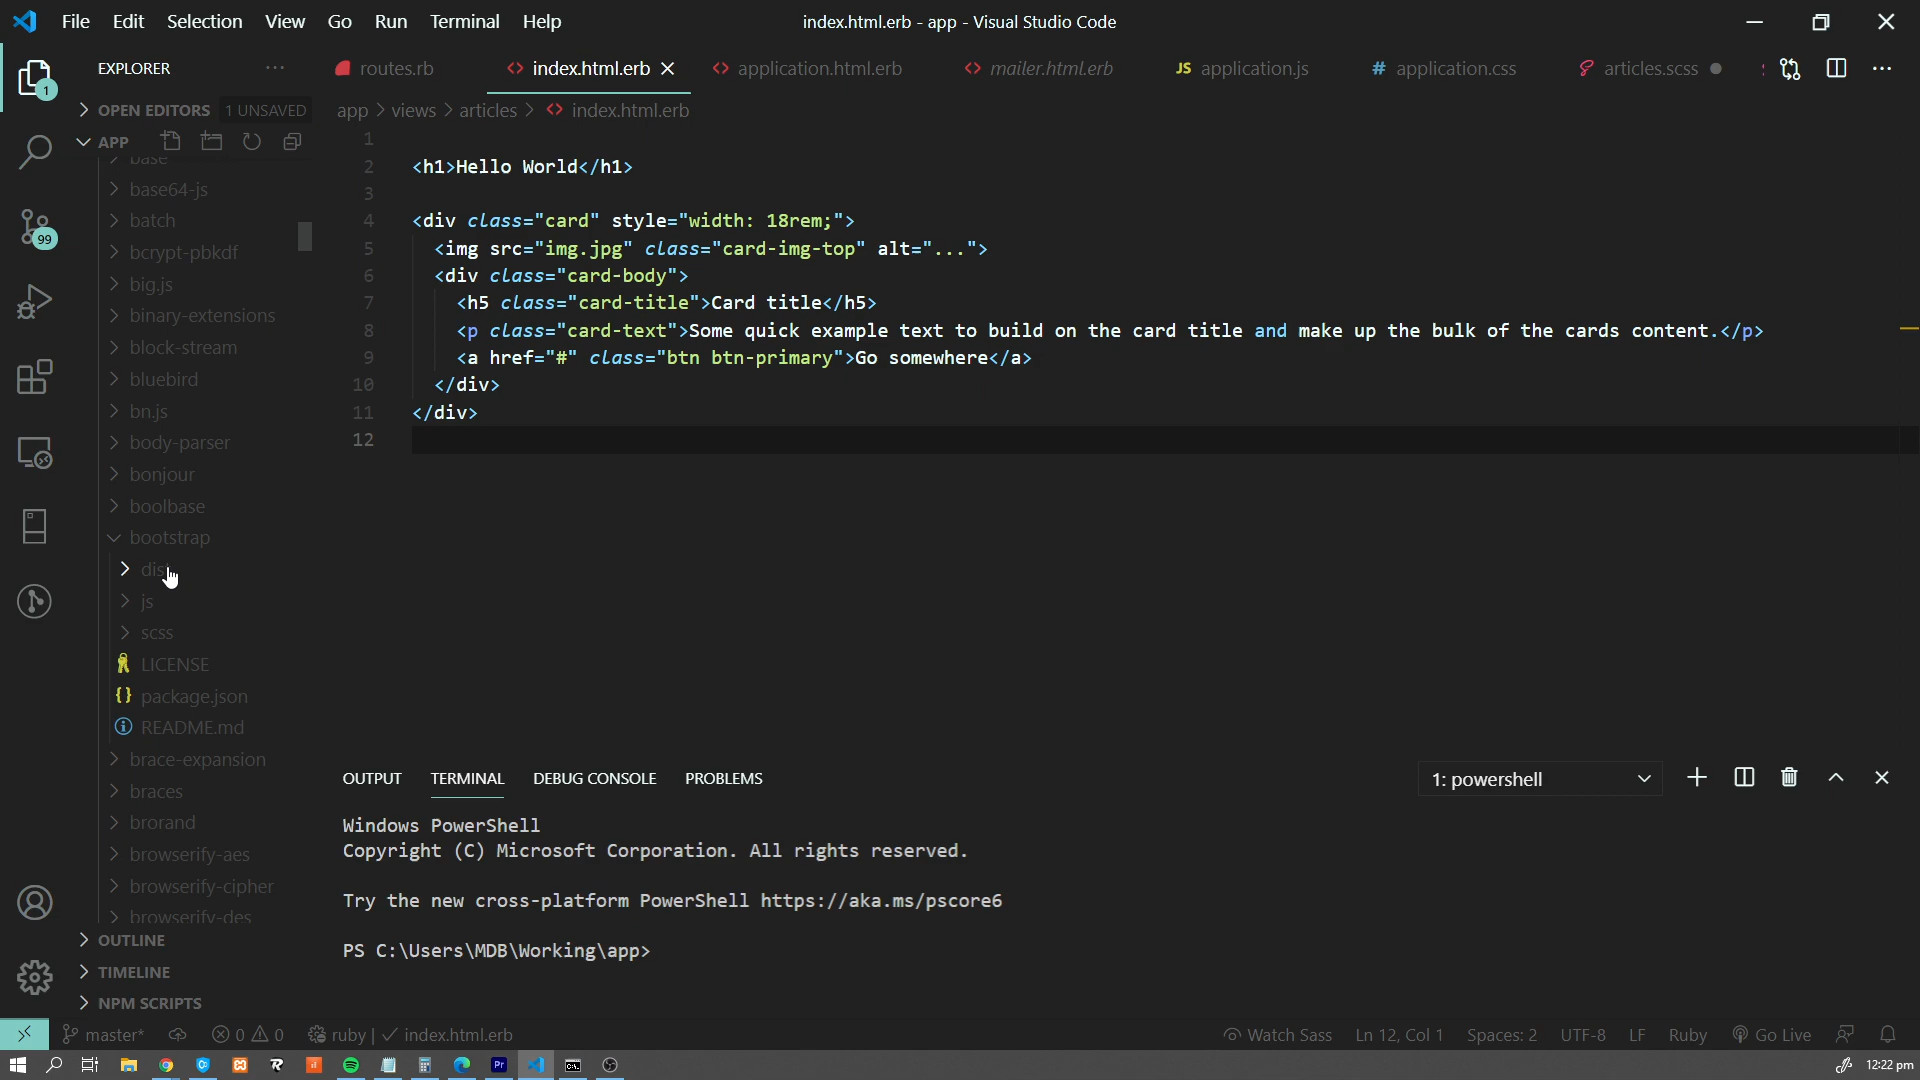 File Edit Selection View Go Run Terminal Help
index.html.erb - app - Visual Studio Code
EXPLORER
routes.rb
index.html.erb
application.html.erb
mailer.html.erb
JS application.js
# application.css
articles.scss
1
OPEN EDITORS 1 UNSAVED
app > views > articles > index.html.erb
APP
base
base64-js
batch
bcrypt-pbkdf
big.js
binary-extensions
block-stream
bluebird
bn.js
body-parser
bonjour
boolbase
bootstrap
js
scss
LICENSE
{} package.json
README.md
brace-expansion
braces
brorand
browserify-aes
browserify-cipher
browserify-des
OUTLINE
TIMELINE
NPM SCRIPTS
99
1
2 <h1>Hello World</h1>
3
4 <div class="card" style="width: 18rem;">
5 <img src="img.jpg" class="card-img-top" alt="...">
6 <div class="card-body">
7 <h5 class="card-title">Card title</h5>
8 <p class="card-text">Some quick example text to build on the card title and make up the bulk of the cards content.</p>
9 <a href="#" class="btn btn-primary">Go somewhere</a>
10 </div>
11 </div>
12
OUTPUT TERMINAL DEBUG CONSOLE PROBLEMS
1: powershell
Windows PowerShell
Copyright (C) Microsoft Corporation. All rights reserved.
Try the new cross-platform PowerShell https://aka.ms/pscore6
PS C:\Users\MDB\Working\app>
master* 0 0 ruby | ✓ index.html.erb
Watch Sass Ln 12, Col 1 Spaces: 2 UTF-8 LF Ruby Go Live
Pr
12:22 pm